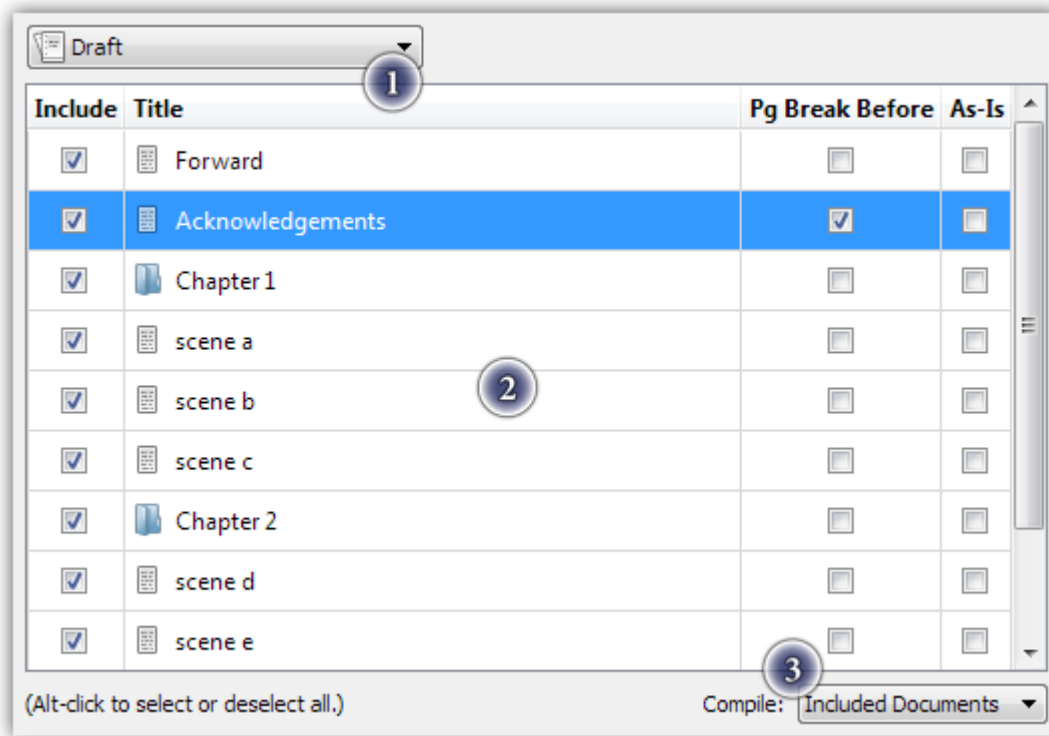 Draft
1
Include Title Pg Break Before As-Is
Forward
Acknowledgements
Chapter 1
scene a
scene b
2
scene c
Chapter 2
scene d
scene e
3
(Alt-click to select or deselect all.) Compile: Included Documents